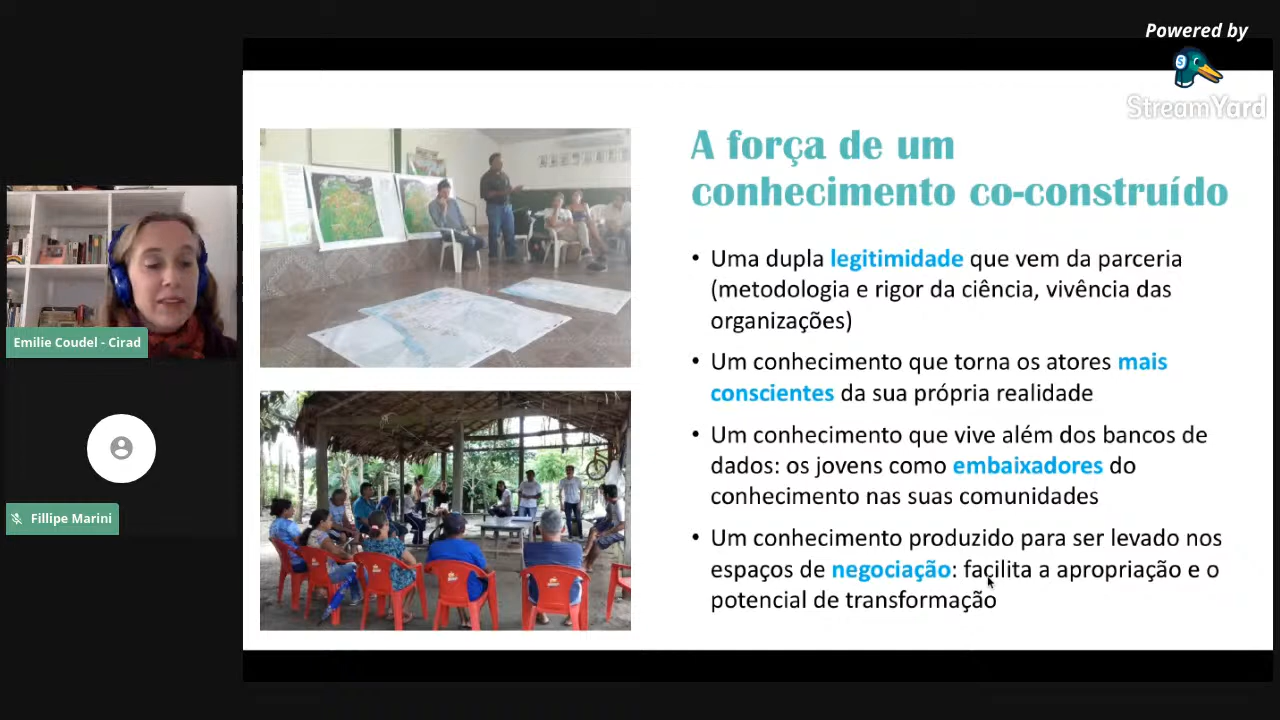 Powered by
StreamYard
A força de um
conhecimento co-construído
• Uma dupla legitimidade que vem da parceria
(metodologia e rigor da ciência, vivência das
organizações)
• Um conhecimento que torna os atores mais
conscientes da sua própria realidade
• Um conhecimento que vive além dos bancos de
dados: os jovens como embaixadores do
conhecimento nas suas comunidades
• Um conhecimento produzido para ser levado nos
espaços de negociação: facilita a apropriação e o
potencial de transformação
Emilie Coudel - Cirad
Fillipe Marini